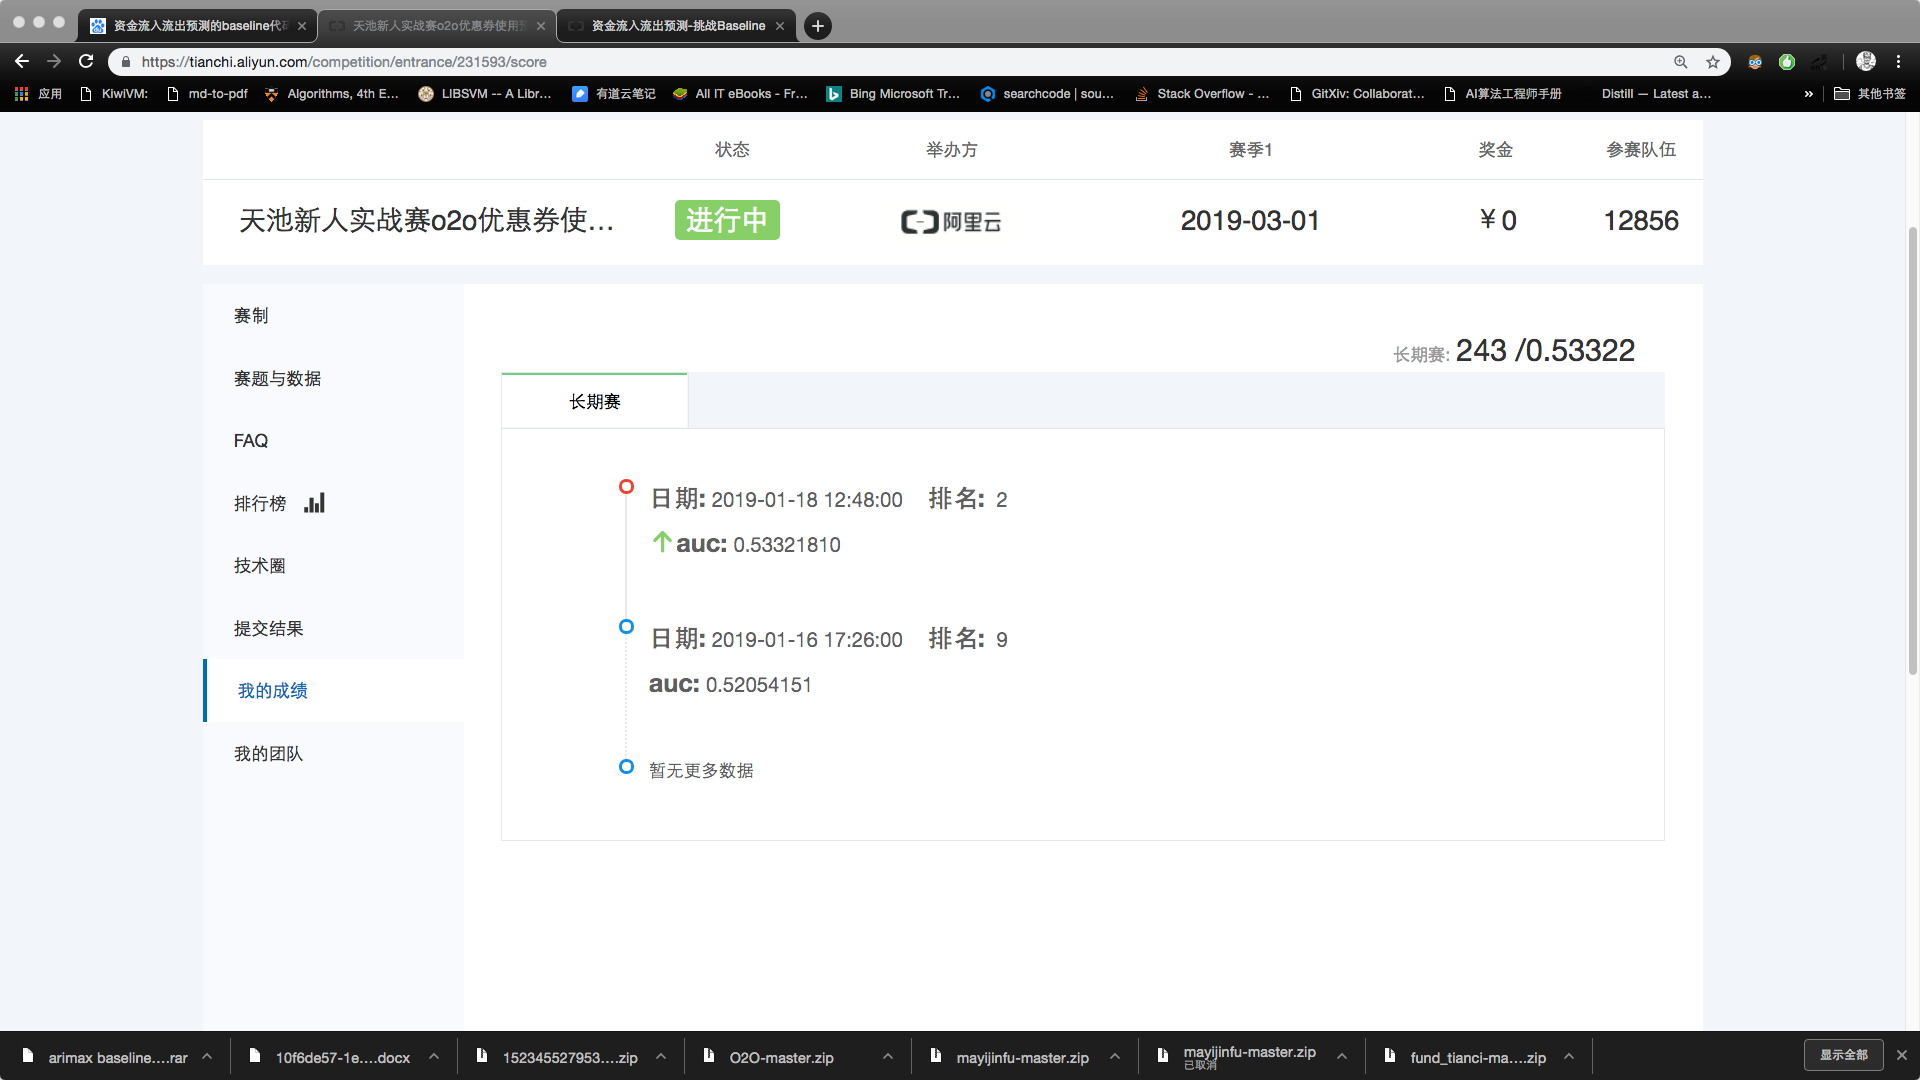 资金流入流出预测的baseline代码
天池新人实战赛o2o优惠券使用预
资金流入流出预测-挑战Baseline
https://tianchi.aliyun.com/competition/entrance/231593/score
应用
KiwiVM:
md-to-pdf
Algorithms, 4th E...
LIBSVM -- A Libr...
有道云笔记
All IT eBooks - Fr...
Bing Microsoft Tr...
searchcode | sou...
Stack Overflow - ...
GitXiv: Collaborat...
AI算法工程师手册
Distill — Latest a...
»
其他书签
状态
举办方
赛季1
奖金
参赛队伍
天池新人实战赛o2o优惠券使...
进行中
阿里云
2019-03-01
￥0
12856
赛制
赛题与数据
FAQ
排行榜
技术圈
提交结果
我的成绩
我的团队
长期赛: 243 /0.53322
长期赛
日期: 2019-01-18 12:48:00 排名: 2
auc: 0.53321810
日期: 2019-01-16 17:26:00 排名: 9
auc: 0.52054151
暂无更多数据
arimax baseline....rar
10f6de57-1e....docx
152345527953....zip
O2O-master.zip
mayijinfu-master.zip
mayijinfu-master.zip
已取消
fund_tianci-ma....zip
显示全部